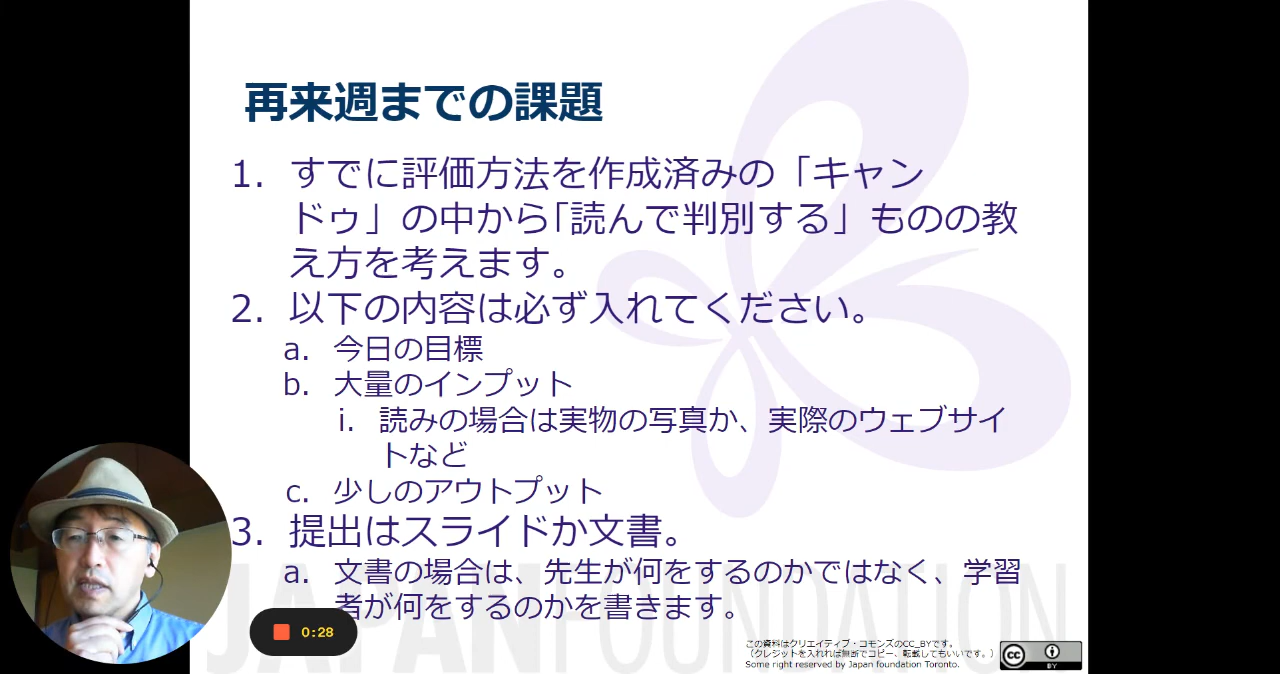 再来週までの課題
1. すでに評価方法を作成済みの「キャン
ドゥ」の中から「読んで判別する」ものの教
え方を考えます。
2. 以下の内容は必ず入れてください。
a. 今日の目標
b. 大量のインプット
i. 読みの場合は実物の写真か、実際のウェブサイ
トなど
c. 少しのアウトプット
3. 提出はスライドか文書。
a. 文書の場合は、先生が何をするのかではなく、学習
者が何をするのかを書きます。
0:28
JAPANFOUNDATION
この資料はクリエイティブ・コモンズのCC_BYです。
（クレジットを入れれば無断でコピー、転載してもいいです。）
Some right reserved by Japan foundation Toronto.
cc
BY